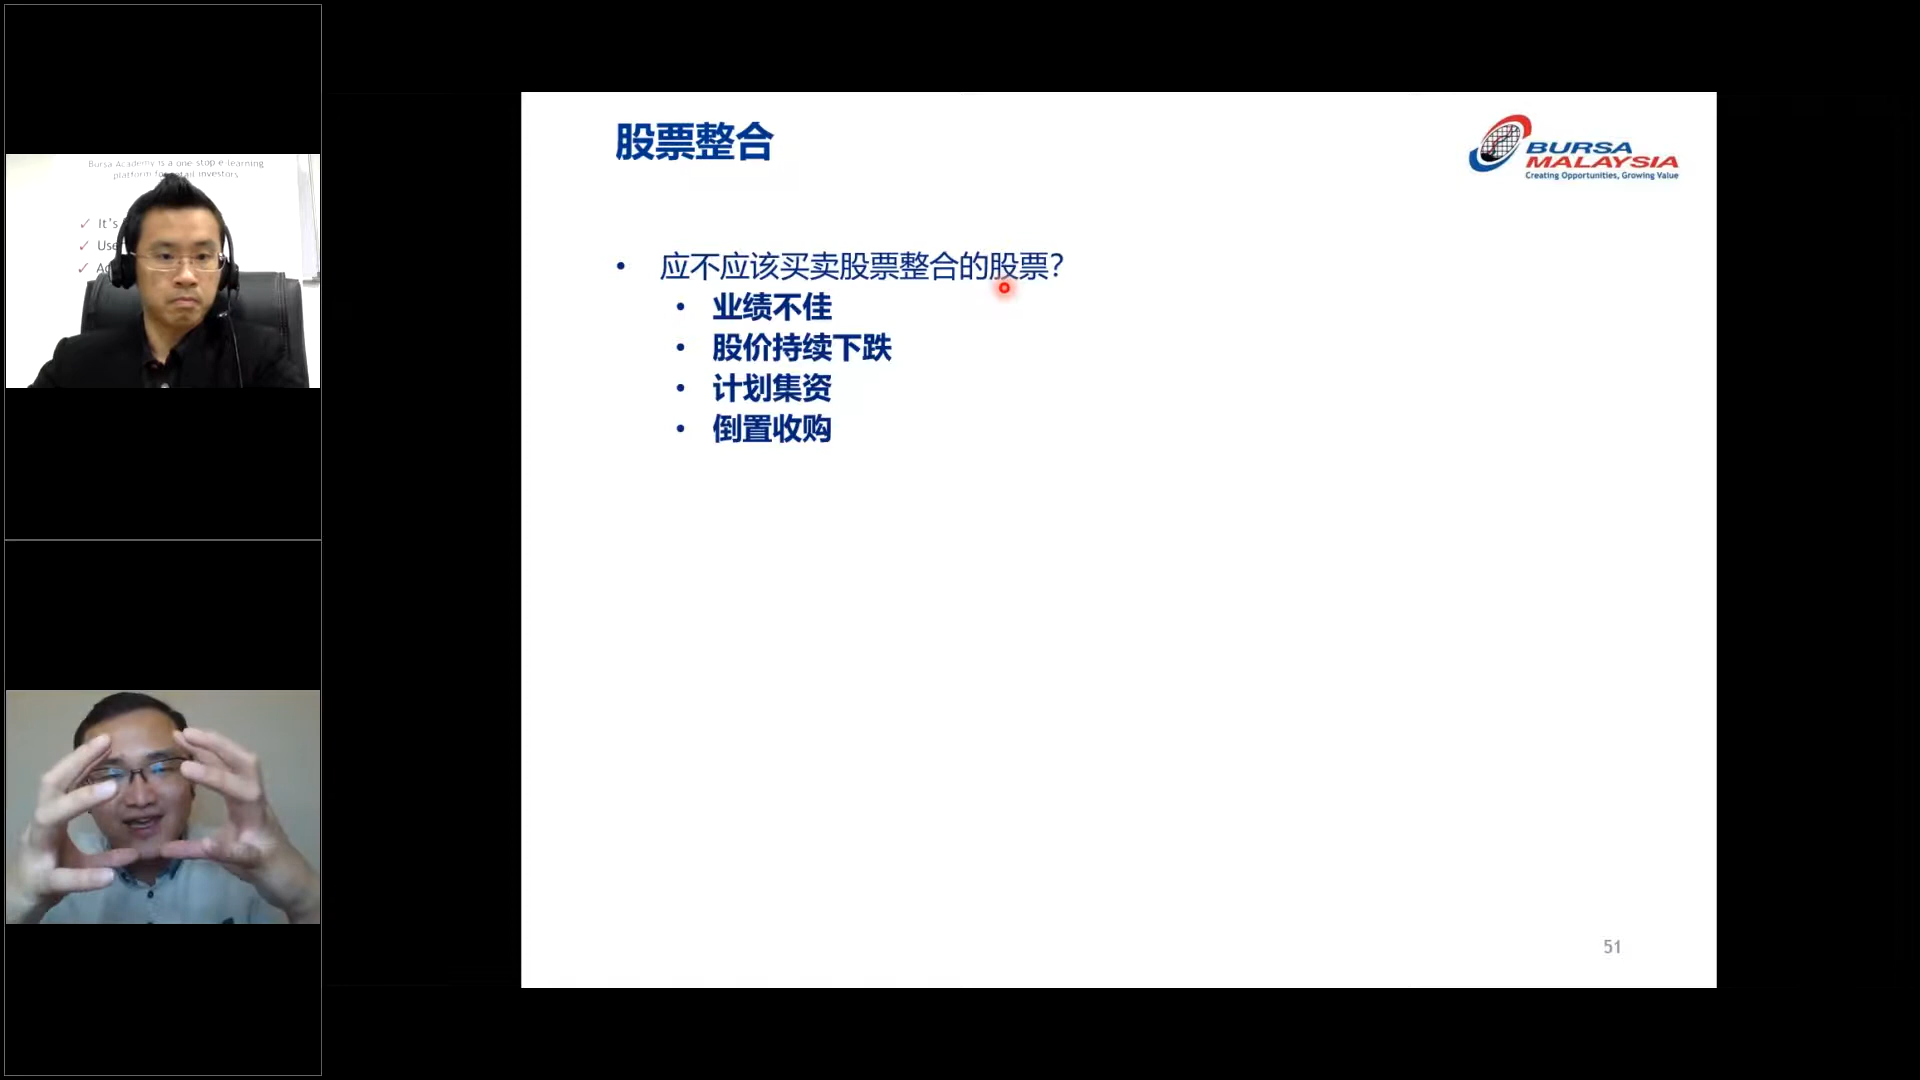 Bursa Academy is a one-stop e-learning
platform for retail investors
✓ It's
✓ Use
✓ Ac
股票整合
BURSA
MALAYSIA
Creating Opportunities, Growing Value
• 应不应该买卖股票整合的股票？
• 业绩不佳
• 股价持续下跌
• 计划集资
• 倒置收购
51